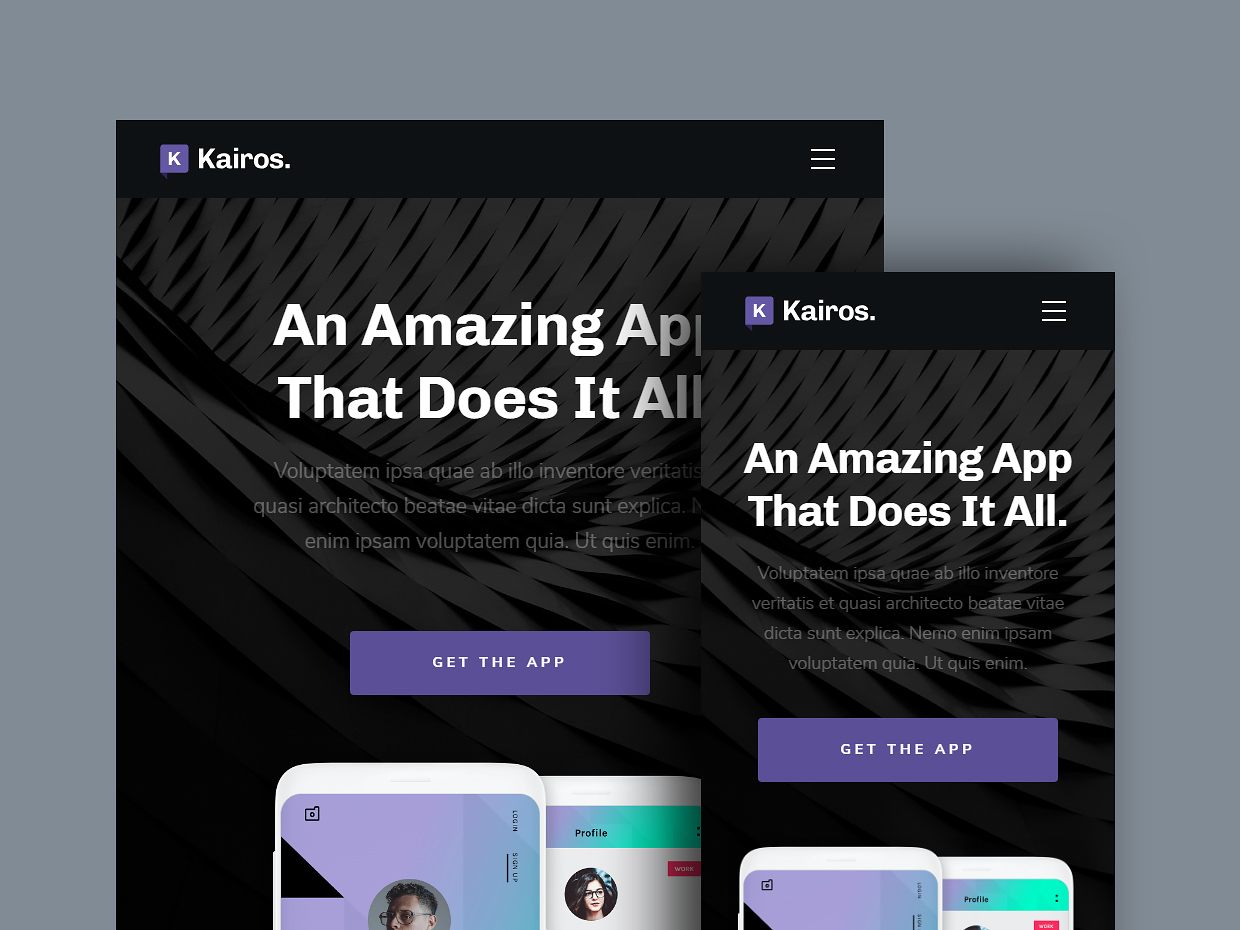 K Kairos.
An Amazing App
That Does It All
Voluptatem ipsa quae ab illo inventore veritatis
quasi architecto beatae vitae dicta sunt explica. N
enim ipsam voluptatem quia. Ut quis enim.
GET THE APP
LOGIN
SIGN UP
Profile
WORK
K Kairos.
An Amazing App
That Does It All.
Voluptatem ipsa quae ab illo inventore
veritatis et quasi architecto beatae vitae
dicta sunt explica. Nemo enim ipsam
voluptatem quia. Ut quis enim.
GET THE APP
LOGIN
SIGN
Profile
WORK